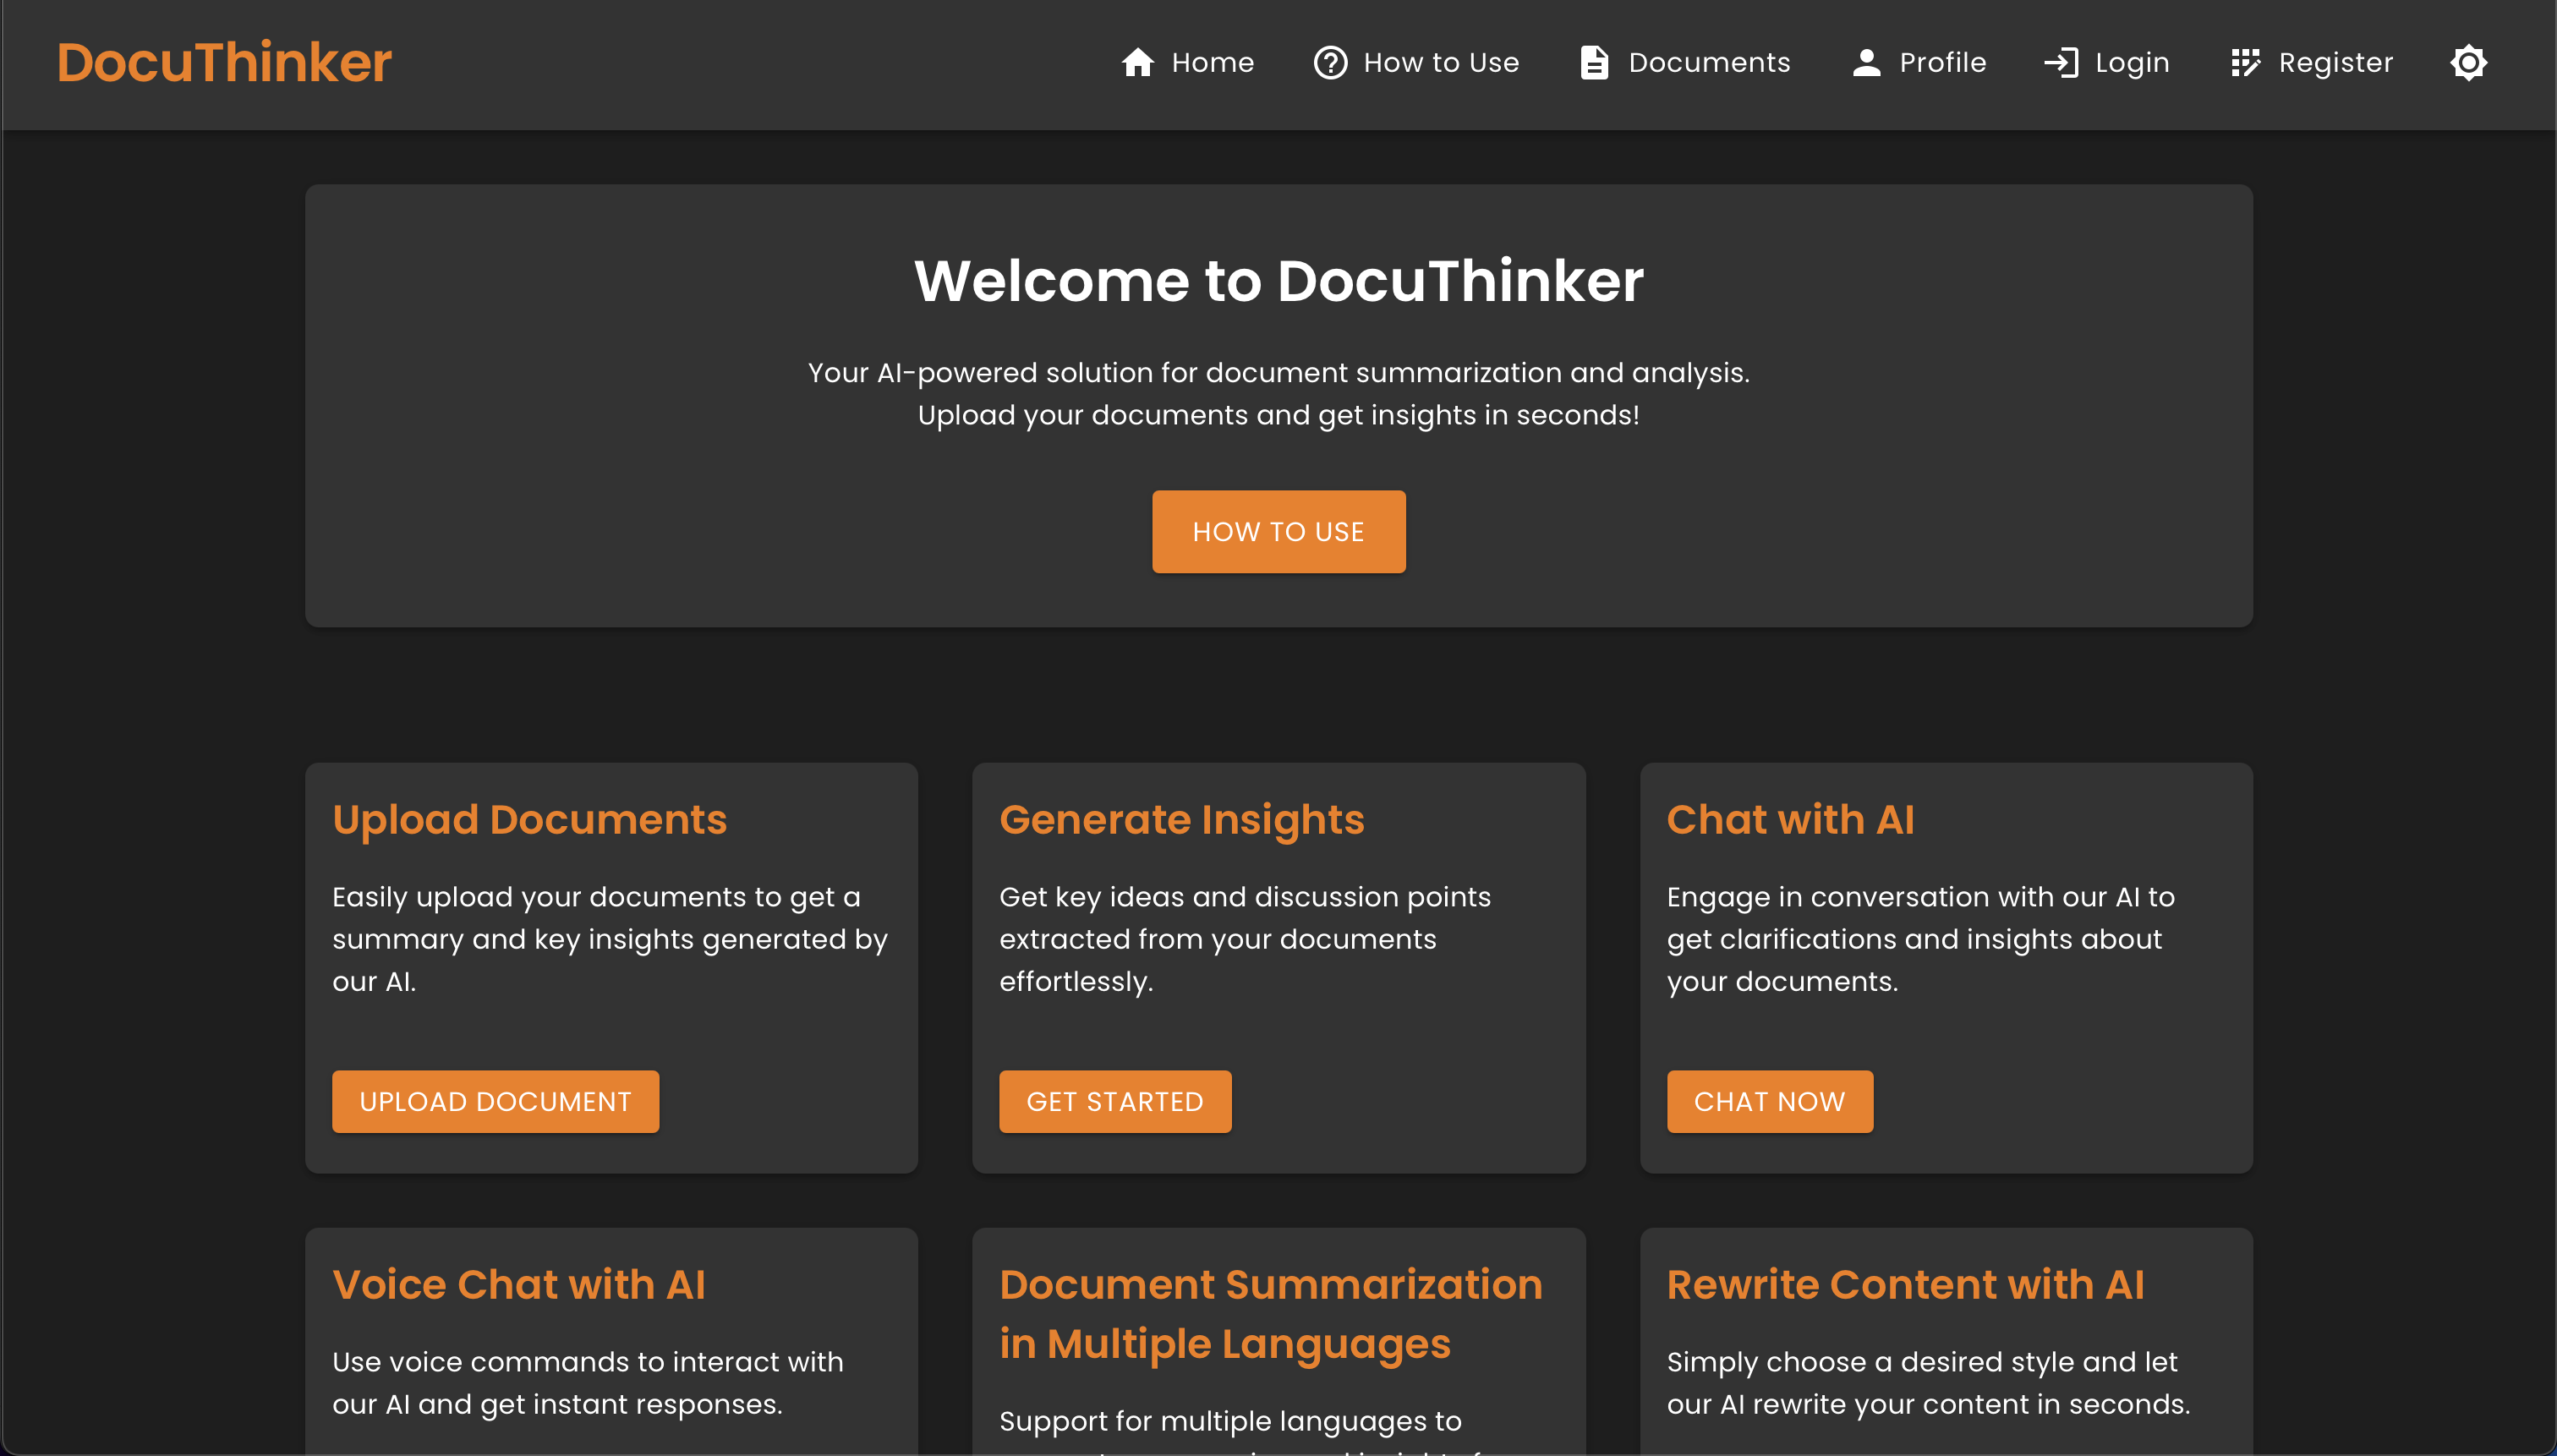 DocuThinker
Home
How to Use
Documents
Profile
Login
Register
Welcome to DocuThinker
Your AI-powered solution for document summarization and analysis.
Upload your documents and get insights in seconds!
HOW TO USE
Upload Documents
Easily upload your documents to get a
summary and key insights generated by
our AI.
UPLOAD DOCUMENT
Generate Insights
Get key ideas and discussion points
extracted from your documents
effortlessly.
GET STARTED
Chat with AI
Engage in conversation with our AI to
get clarifications and insights about
your documents.
CHAT NOW
Voice Chat with AI
Use voice commands to interact with
our AI and get instant responses.
Document Summarization
in Multiple Languages
Support for multiple languages to
Rewrite Content with AI
Simply choose a desired style and let
our AI rewrite your content in seconds.